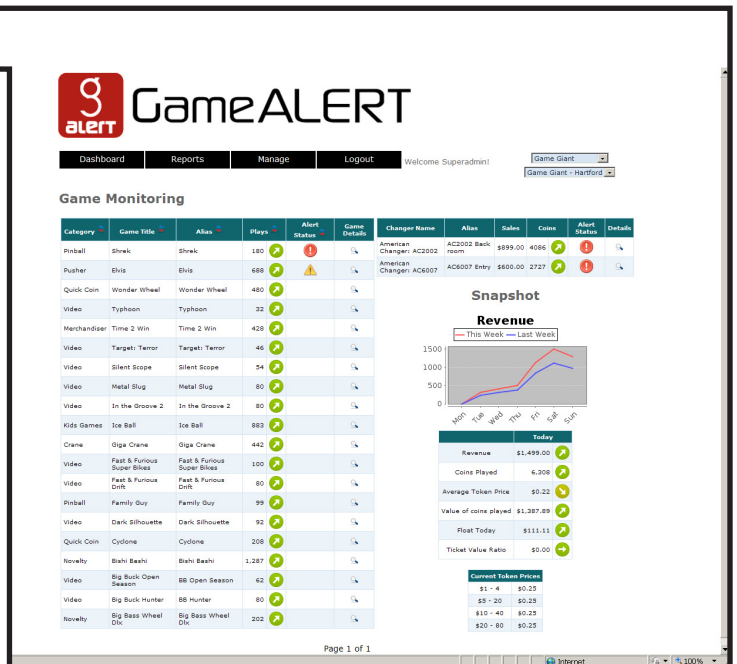 g
alert
GameALERT
Dashboard Reports Manage Logout Welcome Superadmin! Game Giant
Game Giant - Hartford
Game Monitoring
Category Game Title Alias Plays Alert Status Game Details
Pinball Shrek Shrek 180
Pusher Elvis Elvis 688
Quick Coin Wonder Wheel Wonder Wheel 480
Video Typhoon Typhoon 32
Merchandiser Time 2 Win Time 2 Win 428
Video Target: Terror Target: Terror 46
Video Silent Scope Silent Scope 54
Video Metal Slug Metal Slug 80
Video In the Groove 2 In the Groove 2 80
Kids Games Ice Ball Ice Ball 883
Crane Giga Crane Giga Crane 442
Video Fast & Furious Super Bikes Fast & Furious Super Bikes 100
Video Fast & Furious Drift Fast & Furious Drift 80
Pinball Family Guy Family Guy 99
Video Dark Silhouette Dark Silhouette 92
Quick Coin Cyclone Cyclone 208
Novelty Bishi Bashi Bishi Bashi 1,287
Video Big Buck Open Season BB Open Season 62
Video Big Buck Hunter BB Hunter 80
Novelty Big Bass Wheel Dlx Big Bass Wheel Dlx 202
Changer Name Alias Sales Coins Alert Status Details
American Changer: AC2002 AC2002 Back room $899.00 4086
American Changer: AC6007 AC6007 Entry $600.00 2727
Snapshot
Revenue
This Week Last Week
1500
1000
500
0
Mon Tue Wed Thu Fri Sat Sun
Today
Revenue $1,499.00
Coins Played 6,308
Average Token Price $0.22
Value of coins played $1,387.89
Float Today $111.11
Ticket Value Ratio $0.00
Current Token Prices
$1 - 4 $0.25
$5 - 20 $0.25
$10 - 40 $0.25
$20 - 80 $0.25
Page 1 of 1
Internet 100%